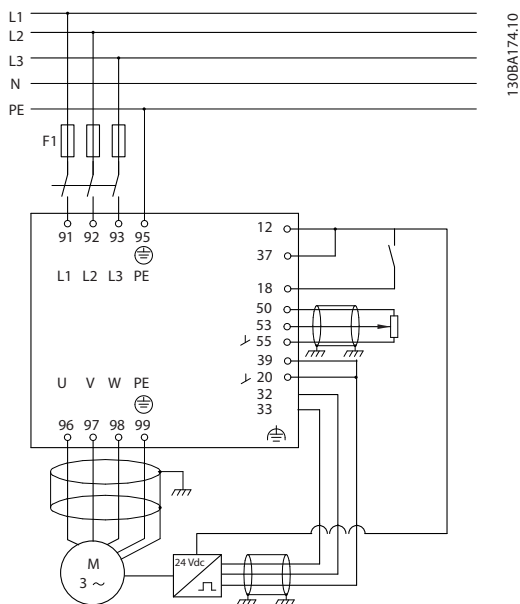 L1
L2
L3
N
PE
130BA174.10
F1
91 92 93 95
L1 L2 L3 PE
12
37
18
50
53
55
39
20
32
33
U V W PE
96 97 98 99
M
3 ~
24 Vdc